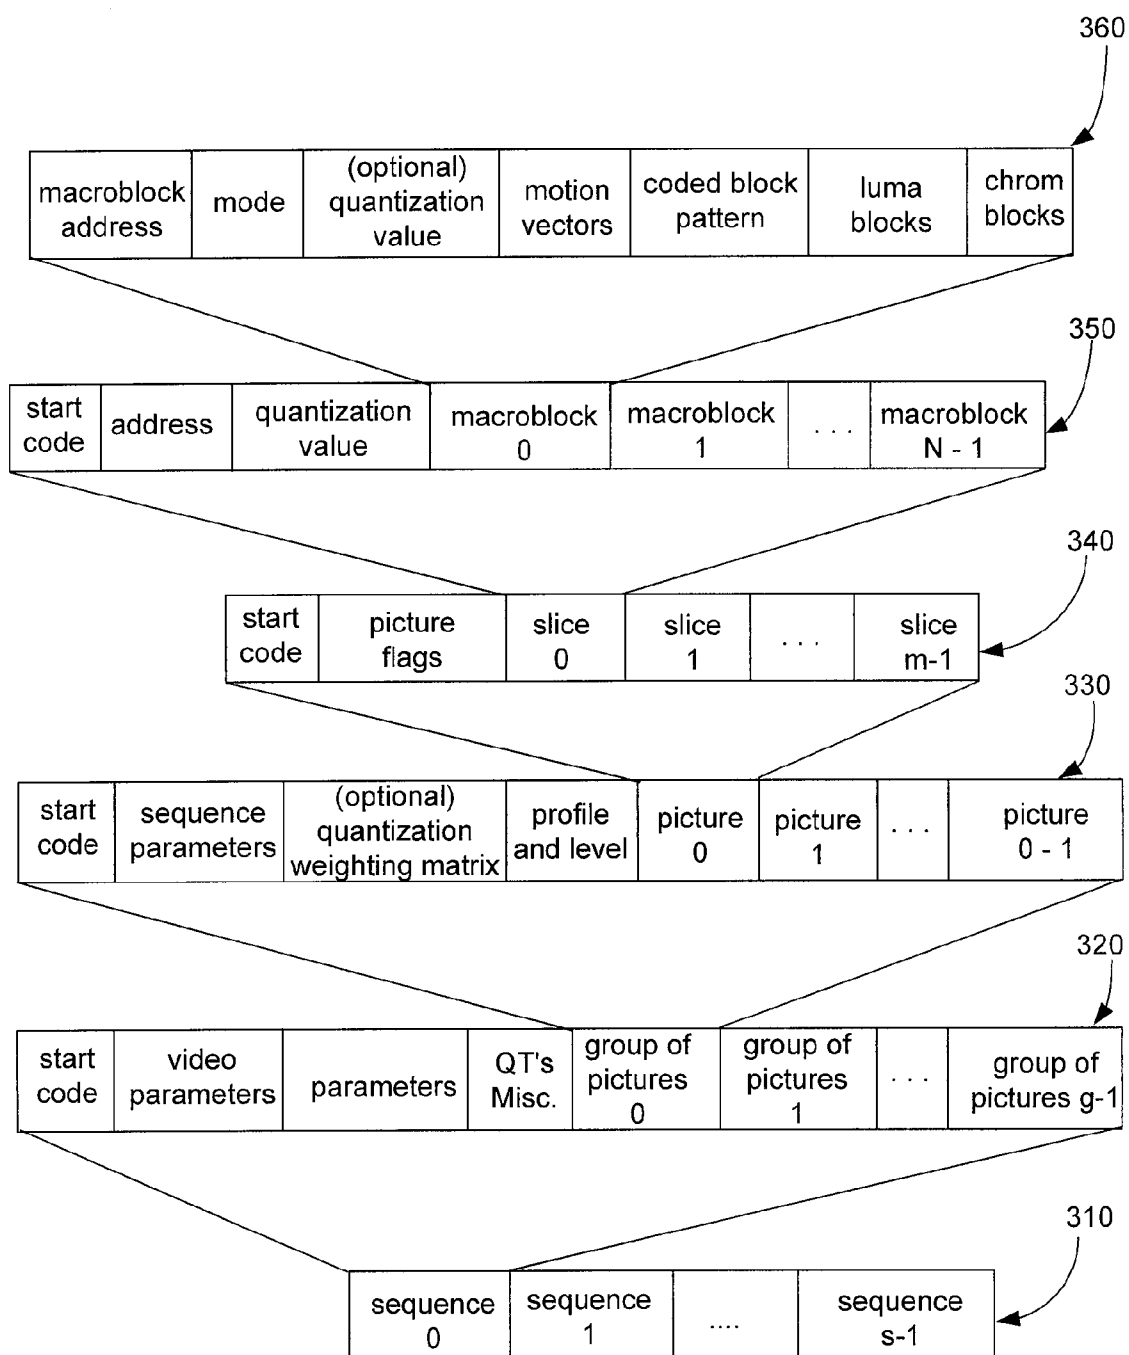 360
macroblock address
mode
(optional) quantization value
motion vectors
coded block pattern
luma blocks
chrom blocks
350
start code
address
quantization value
macroblock 0
macroblock 1
. . .
macroblock N - 1
340
start code
picture flags
slice 0
slice 1
. . .
slice m-1
330
start code
sequence parameters
(optional) quantization weighting matrix
profile and level
picture 0
picture 1
. . .
picture 0 - 1
320
start code
video parameters
parameters
QT's Misc.
group of pictures 0
group of pictures 1
. . .
group of pictures g-1
310
sequence 0
sequence 1
....
sequence s-1